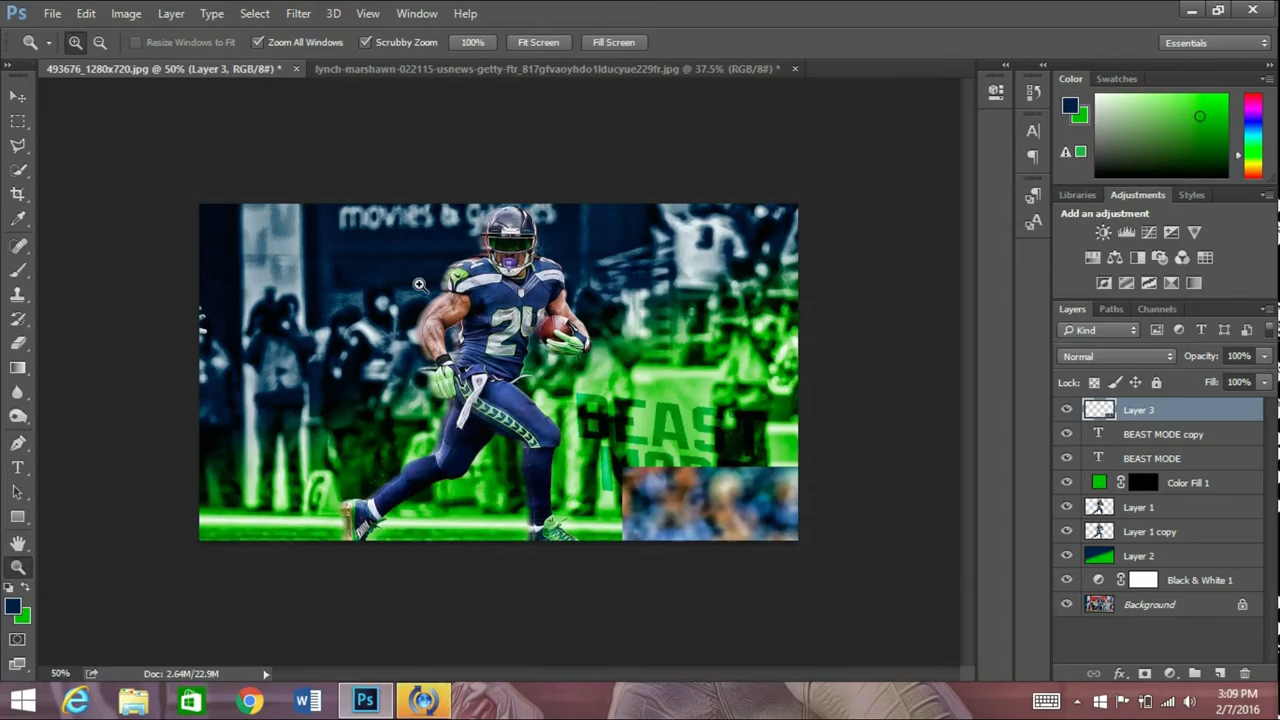 Ps File Edit Image Layer Type Select Filter 3D View Window Help
Resize Windows to Fit Zoom All Windows Scrubby Zoom 100% Fit Screen Fill Screen Essentials
493676_1280x720.jpg @ 50% (Layer 3, RGB/8#) * × lynch-marshawn-022115-usnews-getty-ftr_817gfvaoyhdo1lducyue229fr.jpg @ 37.5% (RGB/8#) * ×
Color Swatches
Libraries Adjustments Styles
Add an adjustment
movies & games
24
BEAST
Layers Paths Channels
Kind
Normal Opacity: 100%
Lock: Fill: 100%
Layer 3
T BEAST MODE copy
T BEAST MODE
Color Fill 1
Layer 1
Layer 1 copy
Layer 2
Black & White 1
Background
50% Doc: 2.64M/22.9M
fx
3:09 PM
2/7/2016